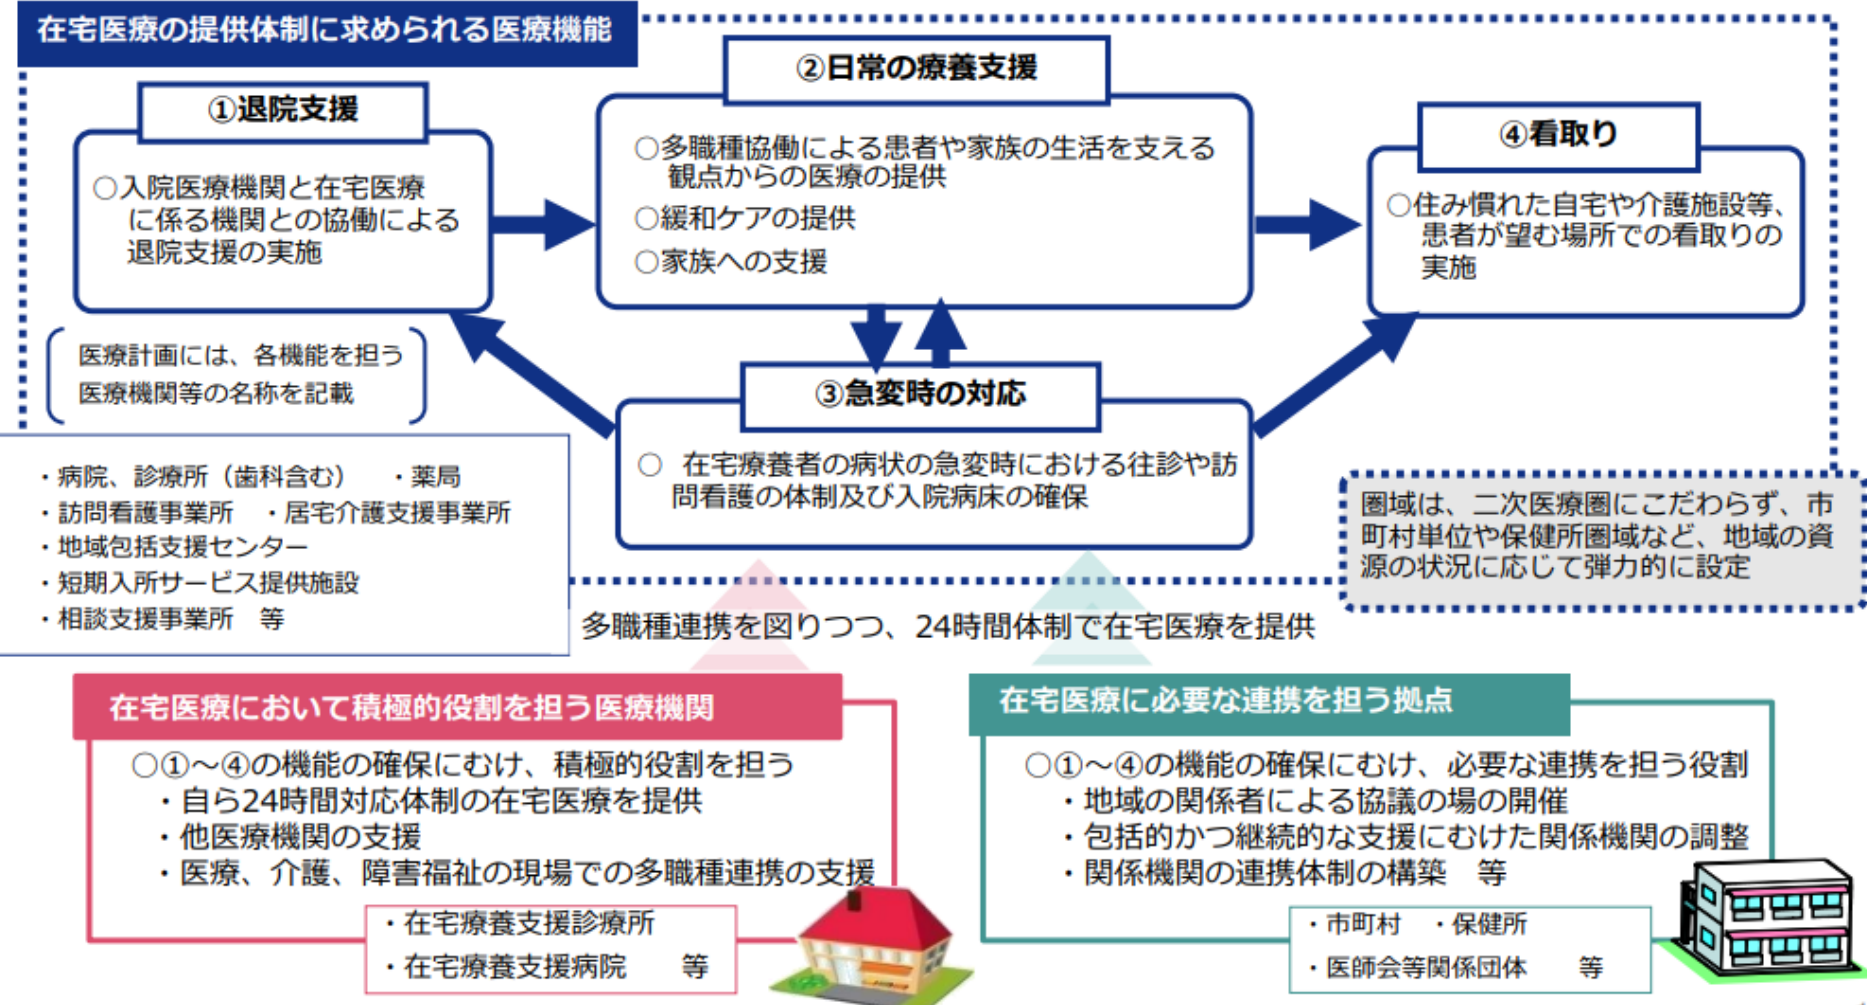 在宅医療の提供体制に求められる医療機能
①退院支援
○入院医療機関と在宅医療
に係る機関との協働による
退院支援の実施
②日常の療養支援
○多職種協働による患者や家族の生活を支える
観点からの医療の提供
○緩和ケアの提供
○家族への支援
④看取り
○住み慣れた自宅や介護施設等、
患者が望む場所での看取りの
実施
医療計画には、各機能を担う
医療機関等の名称を記載
③急変時の対応
○ 在宅療養者の病状の急変時における往診や訪
問看護の体制及び入院病床の確保
・病院、診療所（歯科含む） ・薬局
・訪問看護事業所 ・居宅介護支援事業所
・地域包括支援センター
・短期入所サービス提供施設
・相談支援事業所 等
圏域は、二次医療圏にこだわらず、市
町村単位や保健所圏域など、地域の資
源の状況に応じて弾力的に設定
多職種連携を図りつつ、24時間体制で在宅医療を提供
在宅医療において積極的役割を担う医療機関
○①～④の機能の確保にむけ、積極的役割を担う
・自ら24時間対応体制の在宅医療を提供
・他医療機関の支援
・医療、介護、障害福祉の現場での多職種連携の支援
・在宅療養支援診療所
・在宅療養支援病院 等
在宅医療に必要な連携を担う拠点
○①～④の機能の確保にむけ、必要な連携を担う役割
・地域の関係者による協議の場の開催
・包括的かつ継続的な支援にむけた関係機関の調整
・関係機関の連携体制の構築 等
・市町村 ・保健所
・医師会等関係団体 等